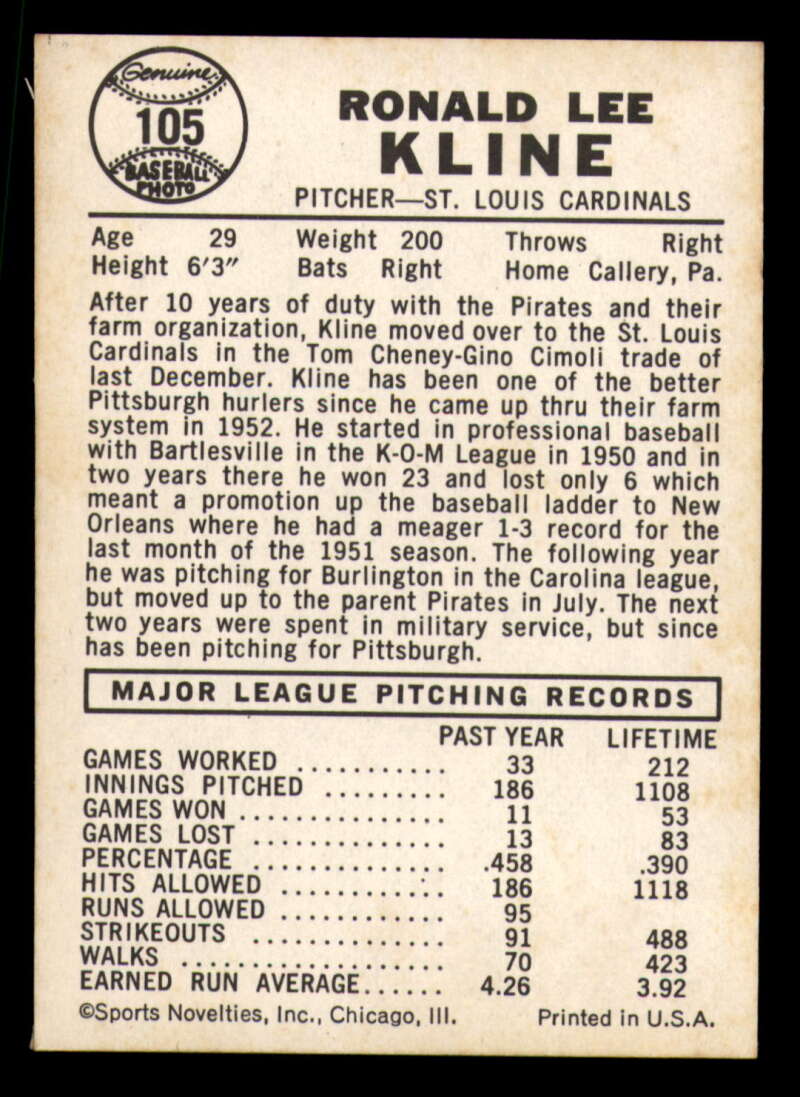 Genuine
105
BASEBALL
PHOTO
RONALD LEE
KLINE
PITCHER—ST. LOUIS CARDINALS
Age 29 Weight 200 Throws Right
Height 6'3" Bats Right Home Callery, Pa.
After 10 years of duty with the Pirates and their
farm organization, Kline moved over to the St. Louis
Cardinals in the Tom Cheney-Gino Cimoli trade of
last December. Kline has been one of the better
Pittsburgh hurlers since he came up thru their farm
system in 1952. He started in professional baseball
with Bartlesville in the K-O-M League in 1950 and in
two years there he won 23 and lost only 6 which
meant a promotion up the baseball ladder to New
Orleans where he had a meager 1-3 record for the
last month of the 1951 season. The following year
he was pitching for Burlington in the Carolina league,
but moved up to the parent Pirates in July. The next
two years were spent in military service, but since
has been pitching for Pittsburgh.
MAJOR LEAGUE PITCHING RECORDS
PAST YEAR LIFETIME
GAMES WORKED ........... 33 212
INNINGS PITCHED ......... 186 1108
GAMES WON ............... 11 53
GAMES LOST .............. 13 83
PERCENTAGE .............. .458 .390
HITS ALLOWED ............ 186 1118
RUNS ALLOWED ............ 95
STRIKEOUTS .............. 91 488
WALKS ................... 70 423
EARNED RUN AVERAGE...... 4.26 3.92
©Sports Novelties, Inc., Chicago, Ill. Printed in U.S.A.